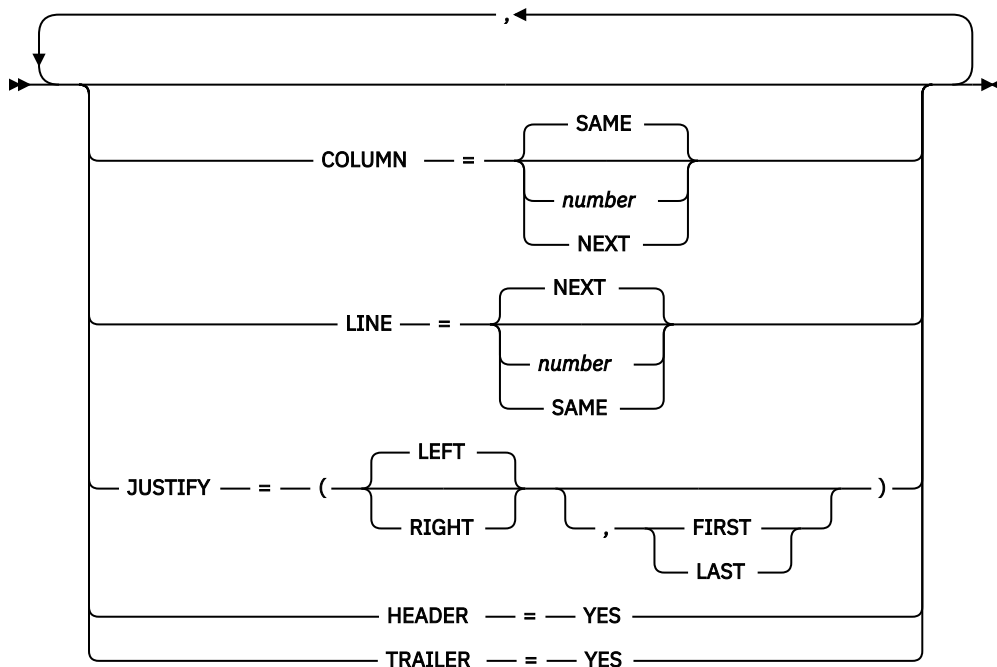 ,
SAME
COLUMN =
number
NEXT
NEXT
LINE =
number
SAME
LEFT
JUSTIFY = ( )
RIGHT , FIRST
LAST
HEADER = YES
TRAILER = YES